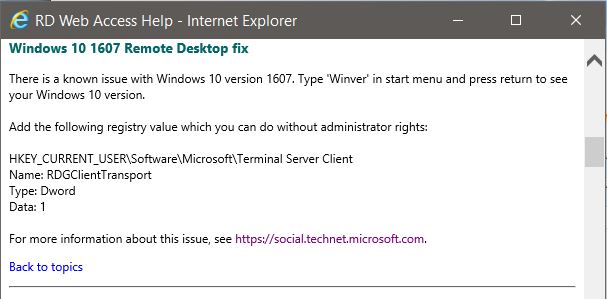 RD Web Access Help - Internet Explorer
Windows 10 1607 Remote Desktop fix
There is a known issue with Windows 10 version 1607. Type 'Winver' in start menu and press return to see
your Windows 10 version.
Add the following registry value which you can do without administrator rights:
HKEY_CURRENT_USER\Software\Microsoft\Terminal Server Client
Name: RDGClientTransport
Type: Dword
Data: 1
For more information about this issue, see https://social.technet.microsoft.com.
Back to topics